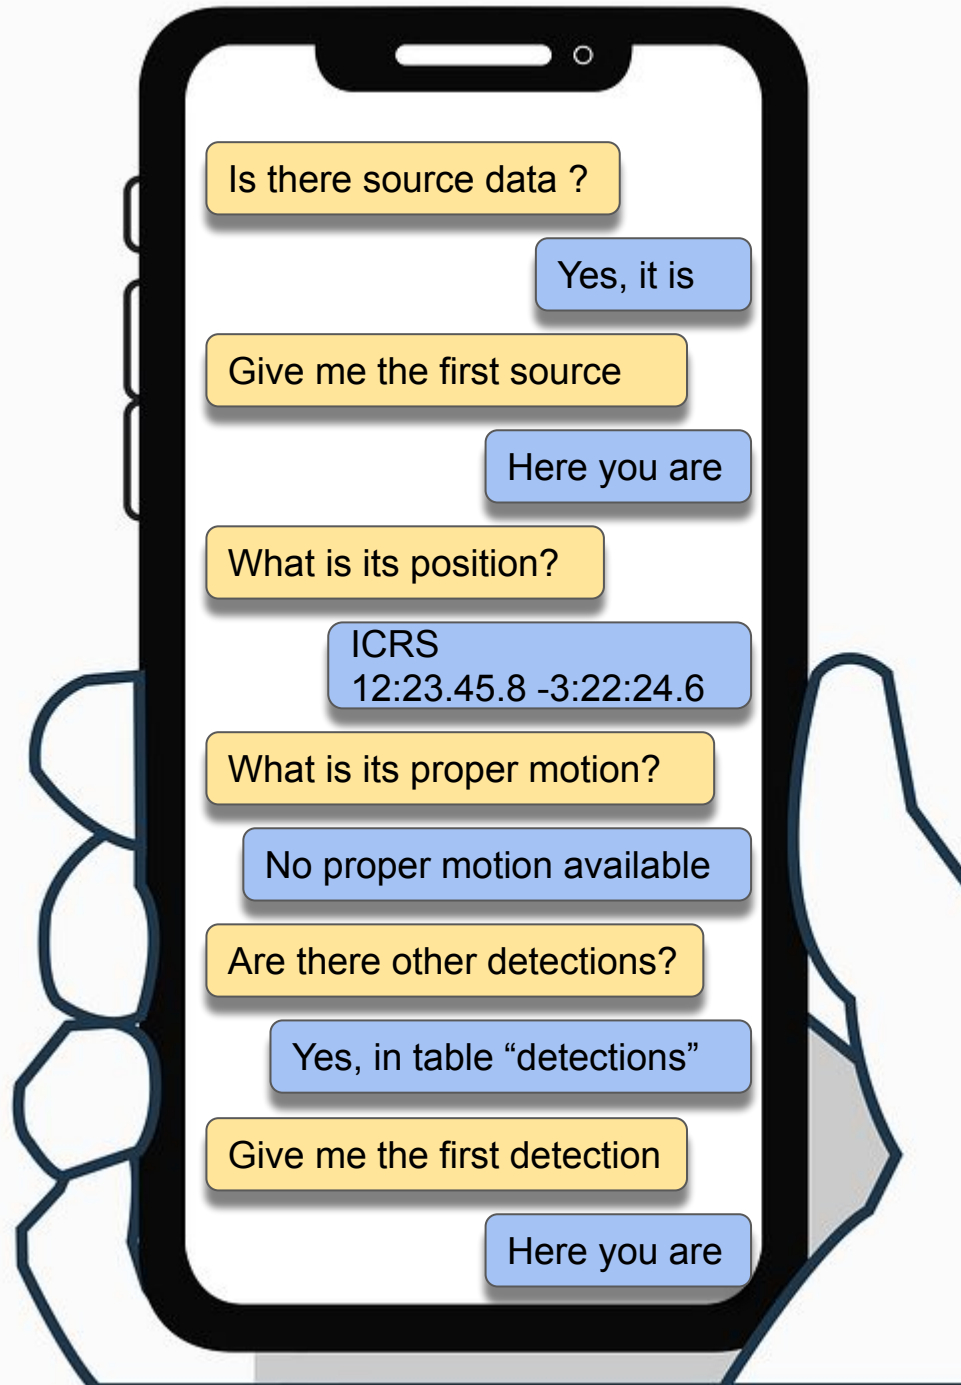 Is there source data ?
Yes, it is
Give me the first source
Here you are
What is its position?
ICRS
12:23.45.8 -3:22:24.6
What is its proper motion?
No proper motion available
Are there other detections?
Yes, in table “detections”
Give me the first detection
Here you are